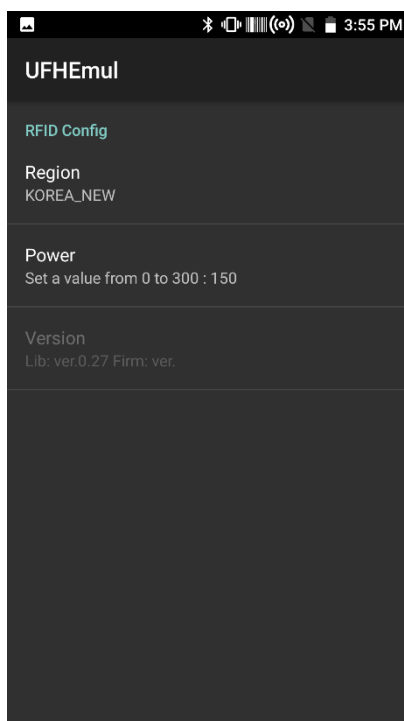 3:55 PM
UFHEmul
RFID Config
Region
KOREA_NEW
Power
Set a value from 0 to 300 : 150
Version
Lib: ver.0.27 Firm: ver.